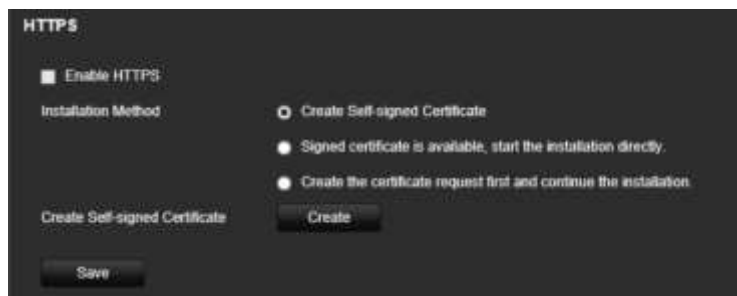 HTTPS
Enable HTTPS
Installation Method
Create Self-signed Certificate
Signed certificate is available, start the installation directly.
Create the certificate request first and continue the installation.
Create Self-signed Certificate
Create
Save